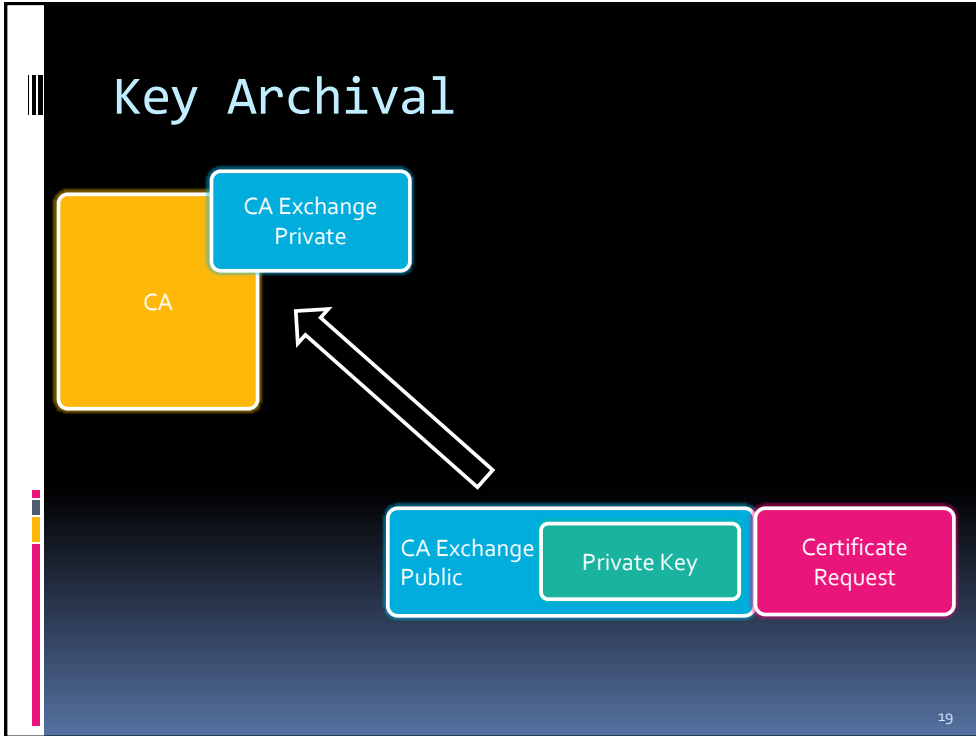 Key Archival
CA Exchange
Private
CA
CA Exchange
Public
Private Key
Certificate
Request
19